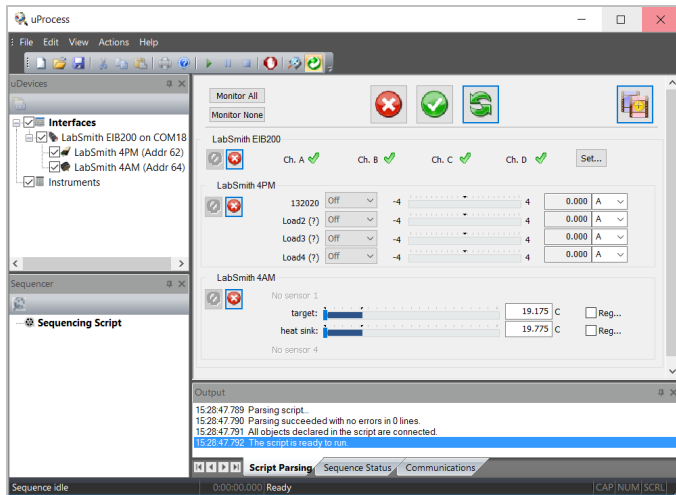 uProcess
File Edit View Actions Help
uDevices
Interfaces
LabSmith EIB200 on COM18
LabSmith 4PM (Addr 62)
LabSmith 4AM (Addr 64)
Instruments
Sequencer
Sequencing Script
Monitor All
Monitor None
LabSmith EIB200
Ch. A Ch. B Ch. C Ch. D Set...
LabSmith 4PM
132020 Off -4 4 0.000 A
Load2 (?) Off -4 4 0.000 A
Load3 (?) Off -4 4 0.000 A
Load4 (?) Off -4 4 0.000 A
LabSmith 4AM
No sensor 1
target: 19.175 C Reg...
heat sink: 19.775 C Reg...
No sensor 4
Output
15:28:47.789 Parsing script...
15:28:47.790 Parsing succeeded with no errors in 0 lines.
15:28:47.791 All objects declared in the script are connected.
15:28:47.792 The script is ready to run.
Script Parsing Sequence Status Communications
Sequence idle 0:00:00.000 Ready CAP NUM SCRL